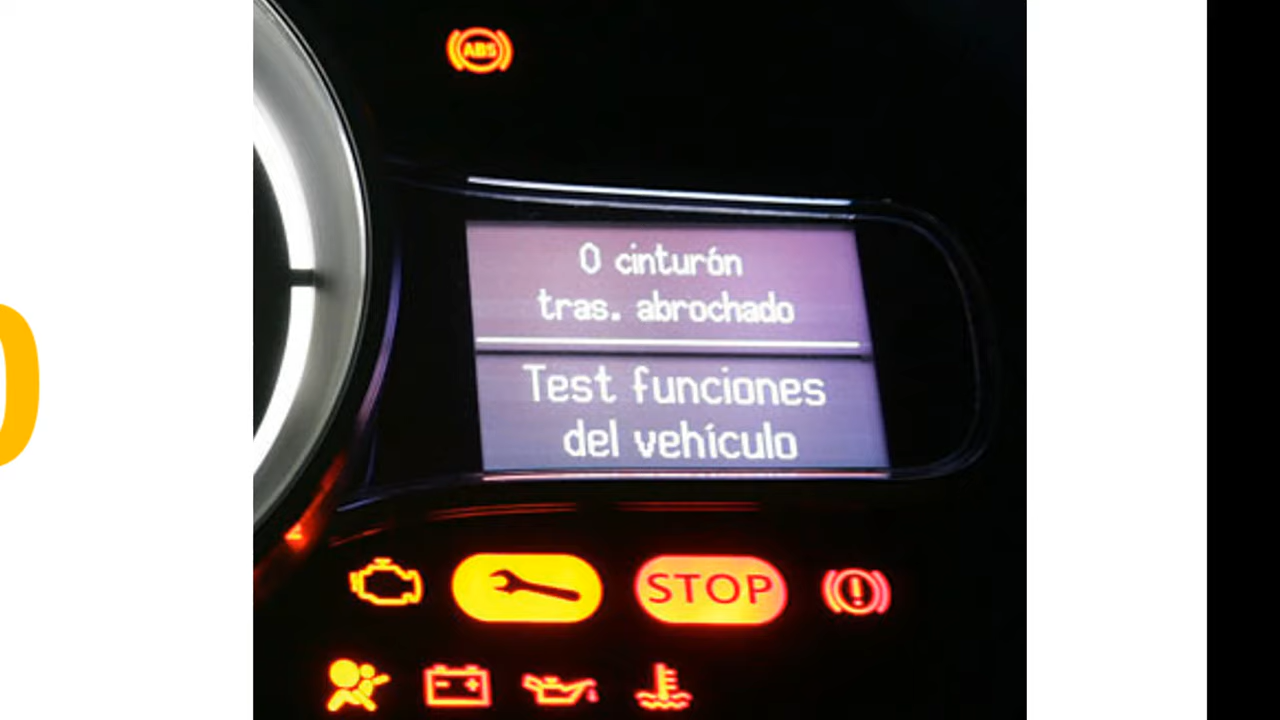 ABS
0 cinturón
tras. abrochado
Test funciones
del vehículo
STOP